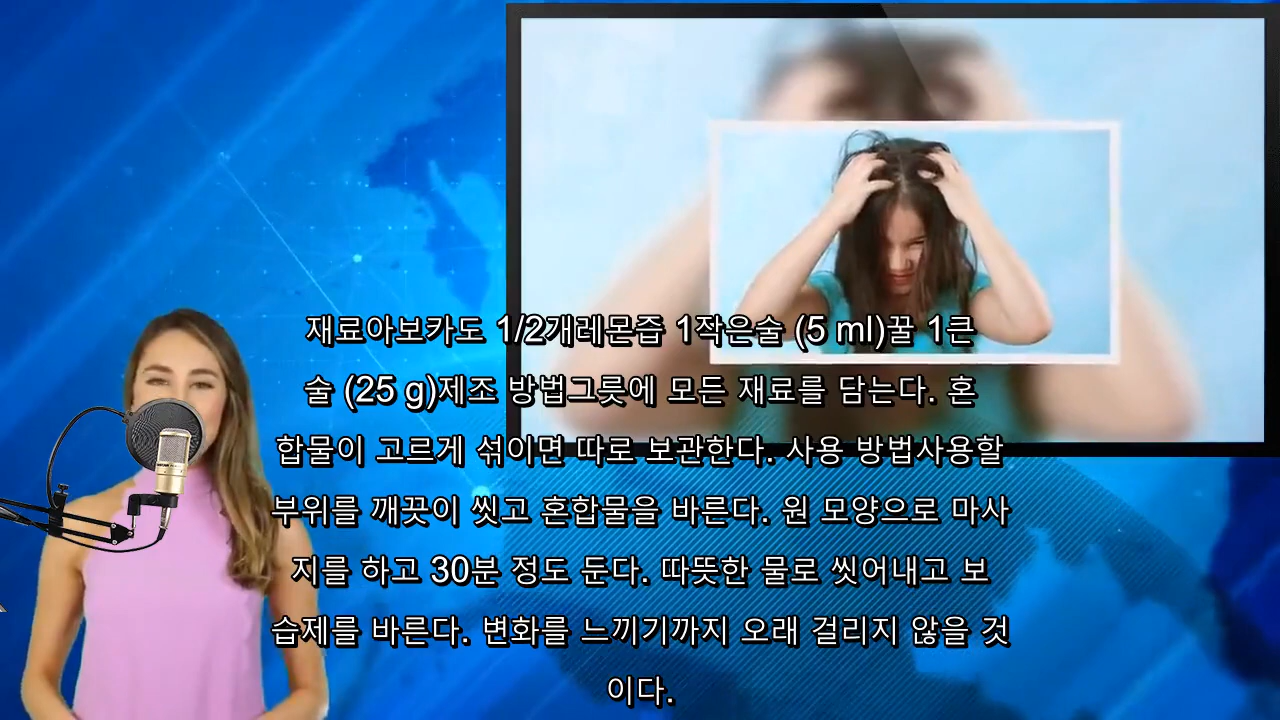 재료아보카도 1/2개레몬즙 1작은술 (5 ml)꿀 1큰
술 (25 g)제조 방법그릇에 모든 재료를 담는다. 혼
합물이 고르게 섞이면 따로 보관한다. 사용 방법사용할
부위를 깨끗이 씻고 혼합물을 바른다. 원 모양으로 마사
지를 하고 30분 정도 둔다. 따뜻한 물로 씻어내고 보
습제를 바른다. 변화를 느끼기까지 오래 걸리지 않을 것
이다.